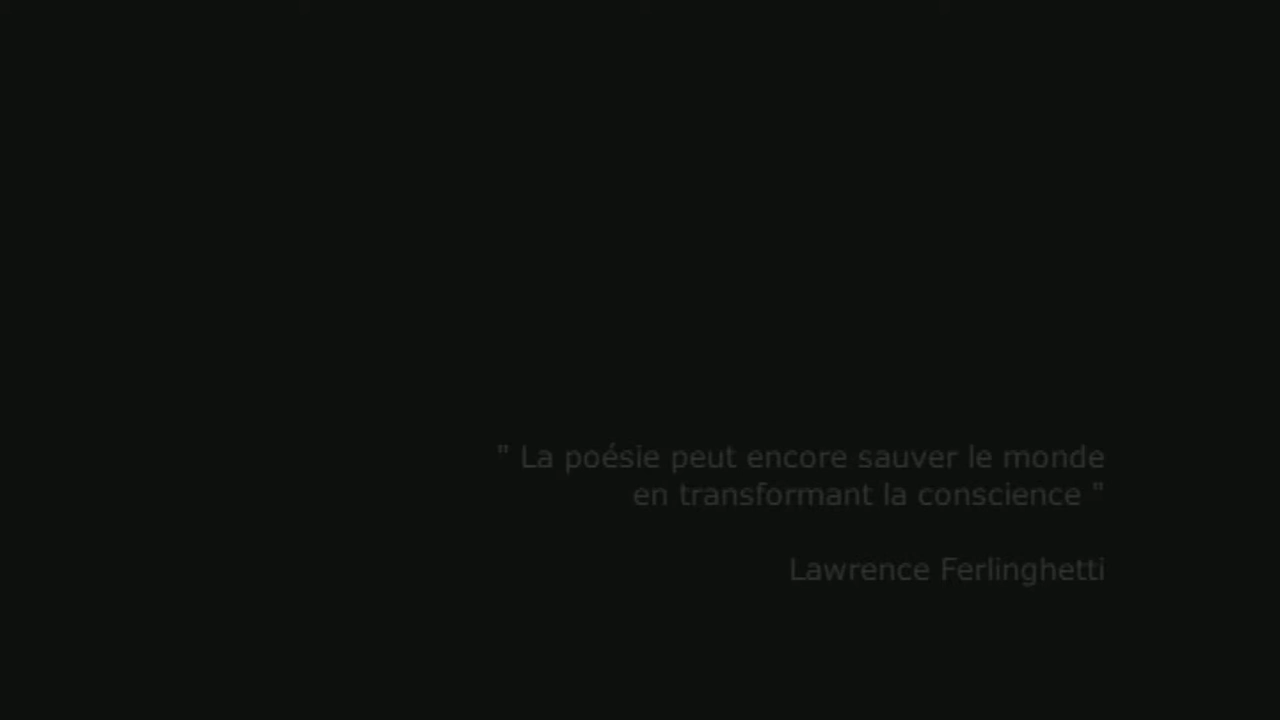 " La poésie peut encore sauver le monde
en transformant la conscience "
Lawrence Ferlinghetti